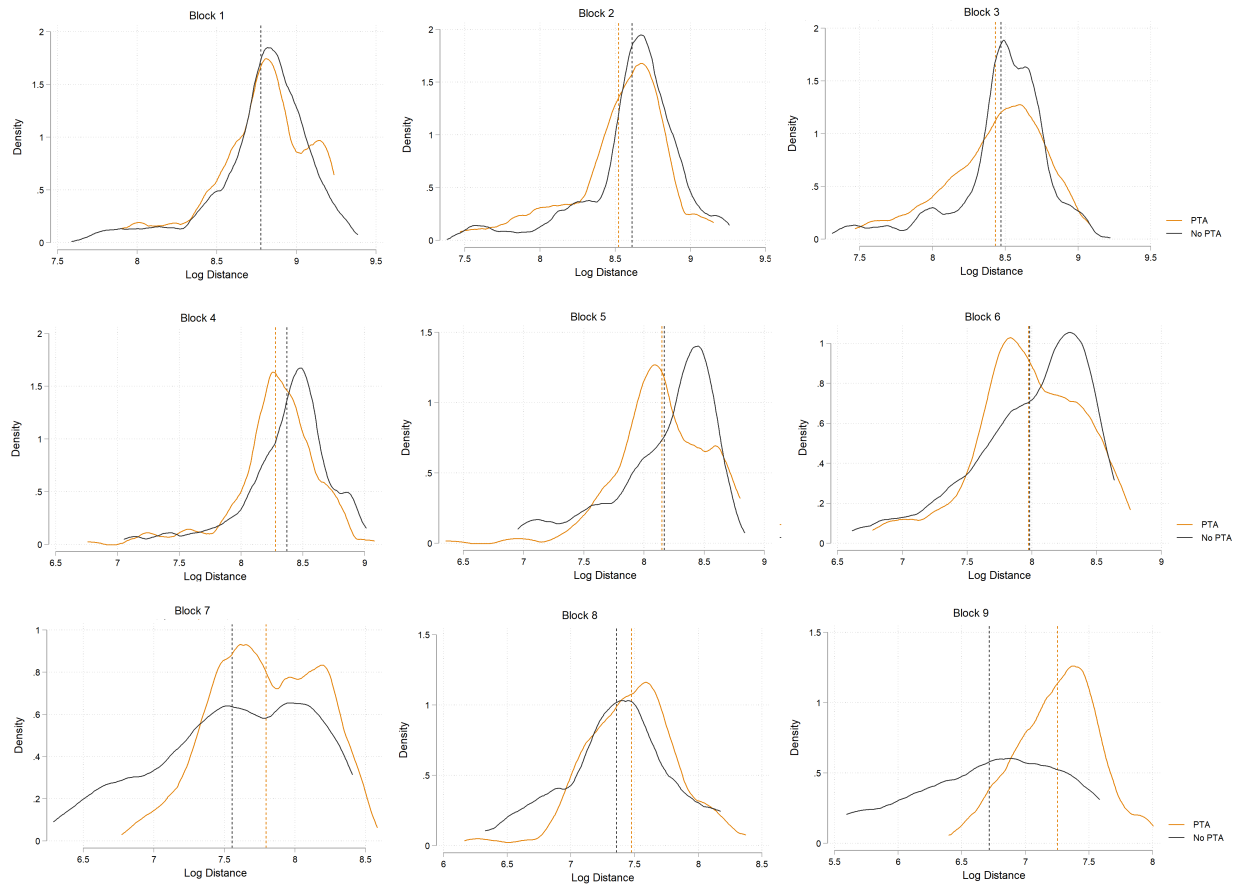 Block 1
Block 2
Block 3
2
1.5
1
.5
0
Density
7.5
8
8.5
9
9.5
Log Distance
2
1.5
1
.5
0
Density
7.5
8
8.5
9
9.5
Log Distance
2
1.5
1
.5
0
Density
7.5
8
8.5
9
9.5
Log Distance
PTA
No PTA
Block 4
Block 5
Block 6
2
1.5
1
.5
0
Density
6.5
7
7.5
8
8.5
9
Log Distance
1.5
1
.5
0
Density
6.5
7
7.5
8
8.5
9
Log Distance
1
.8
.6
.4
.2
0
Density
6.5
7
7.5
8
8.5
9
Log Distance
PTA
No PTA
Block 7
Block 8
Block 9
1
.8
.6
.4
.2
0
Density
6.5
7
7.5
8
8.5
Log Distance
1.5
1
.5
0
Density
6
6.5
7
7.5
8
8.5
Log Distance
1.5
1
.5
0
Density
5.5
6
6.5
7
7.5
8
Log Distance
PTA
No PTA